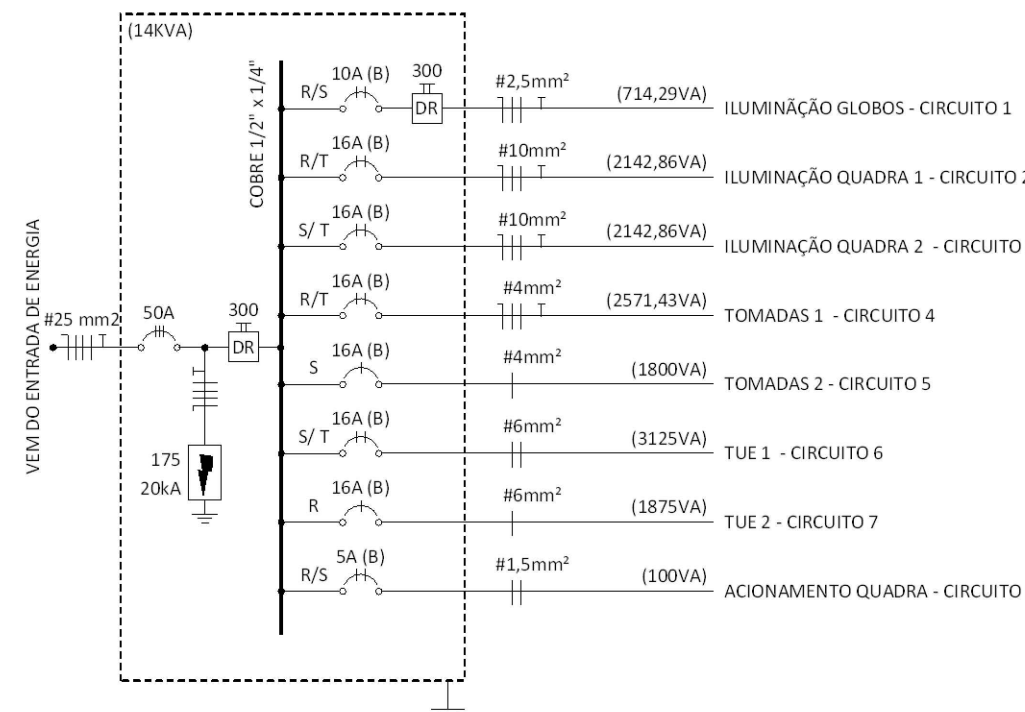 (14KVA)
COBRE 1/2" x 1/4"
VEM DO ENTRADA DE ENERGIA
#25 mm2
50A
300
DR
175
20kA
R/S 10A (B) 300 DR #2,5mm² (714,29VA) ILUMINÃÇÃO GLOBOS - CIRCUITO 1
R/T 16A (B) #10mm² (2142,86VA) ILUMINAÇÃO QUADRA 1 - CIRCUITO 2
S/ T 16A (B) #10mm² (2142,86VA) ILUMINAÇÃO QUADRA 2 - CIRCUITO
R/T 16A (B) #4mm² (2571,43VA) TOMADAS 1 - CIRCUITO 4
S 16A (B) #4mm² (1800VA) TOMADAS 2 - CIRCUITO 5
S/ T 16A (B) #6mm² (3125VA) TUE 1 - CIRCUITO 6
R 16A (B) #6mm² (1875VA) TUE 2 - CIRCUITO 7
R/S 5A (B) #1,5mm² (100VA) ACIONAMENTO QUADRA - CIRCUITO